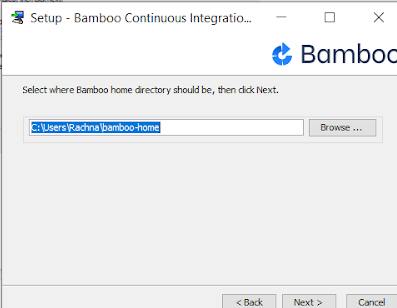 Setup - Bamboo Continuous Integratio...
Bamboo
Select where Bamboo home directory should be, then click Next.
C:\Users\Rachna\bamboo-home
Browse ...
< Back
Next >
Cancel